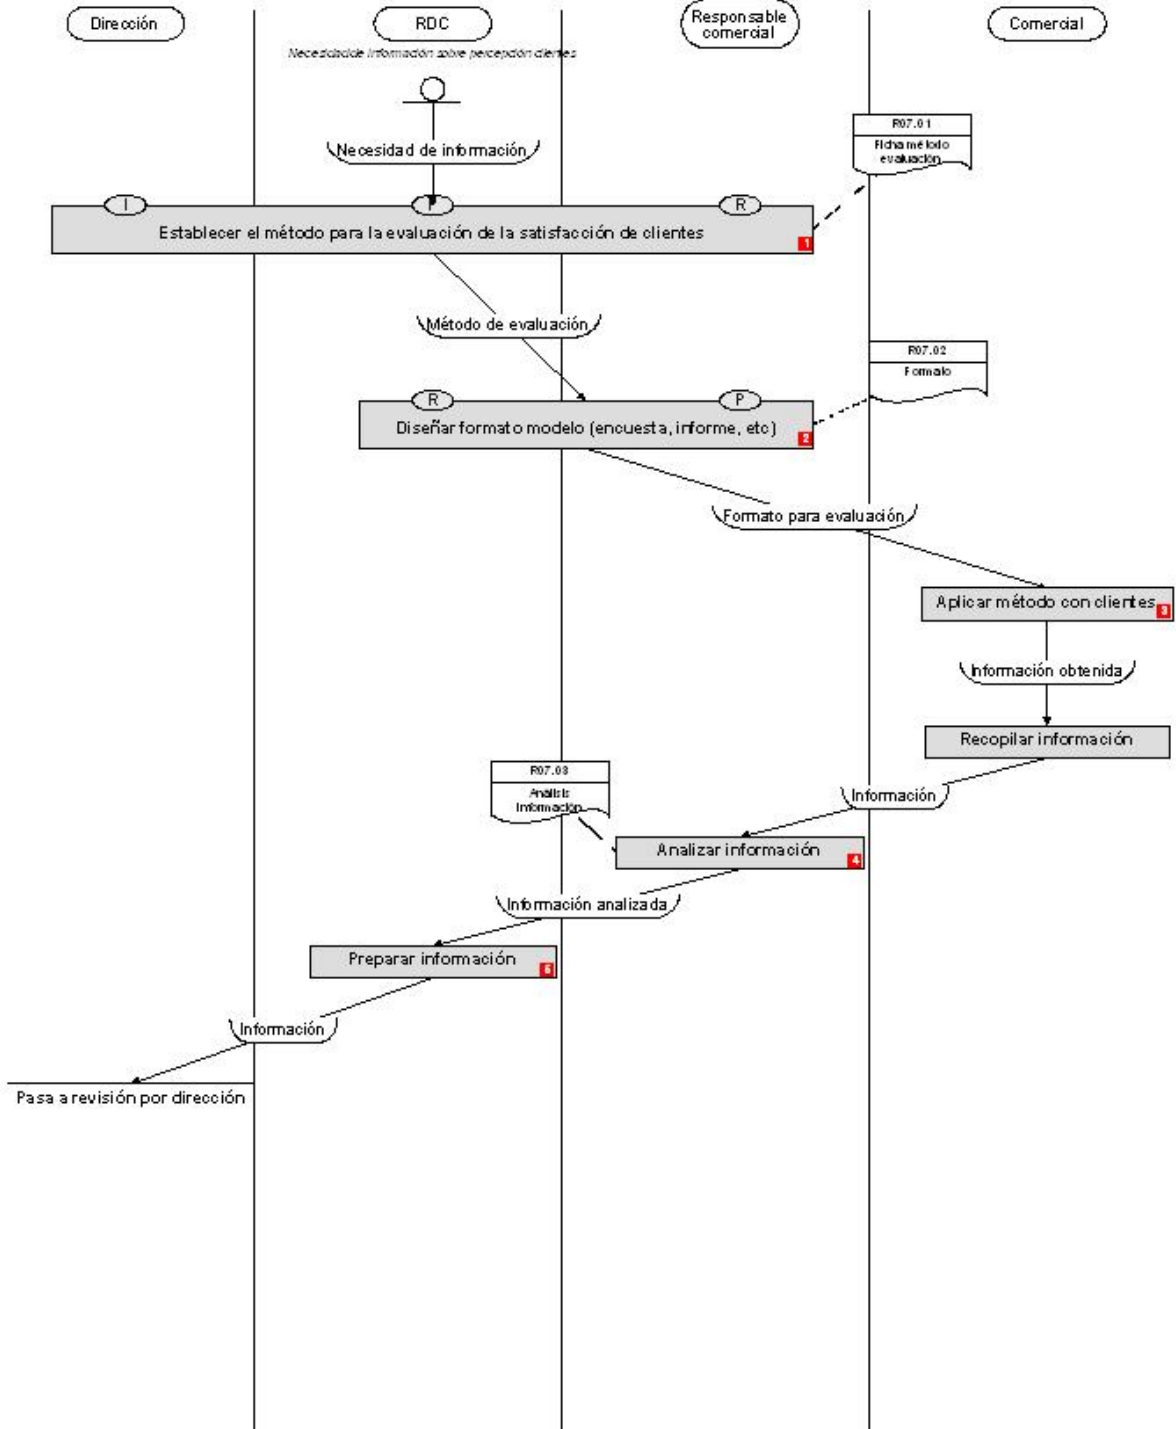 Dirección
RDC
Responsable
comercial
Comercial
Necesidad de información sobre percepción clientes
Necesidad de información
R07.01
Ficha método
evaluación
I
P
R
Establecer el método para la evaluación de la satisfacción de clientes
1
Método de evaluación
R07.02
Formato
R
P
Diseñar formato modelo (encuesta, informe, etc)
2
Formato para evaluación
Aplicar método con clientes
3
Información obtenida
Recopilar información
R07.03
Análisis
información
Información
Analizar información
4
Información analizada
Preparar información
5
Información
Pasa a revisión por dirección